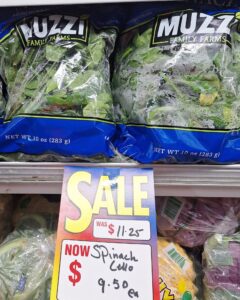 MUZZI
FAMILY FARMS
MUZZI
FAMILY FARMS
NET WT 10 oz (283 g)
NET WT 10 oz (283 g)
SALE
WAS $ 11.25
NOW Spinach
$ Cello
9.50
ea